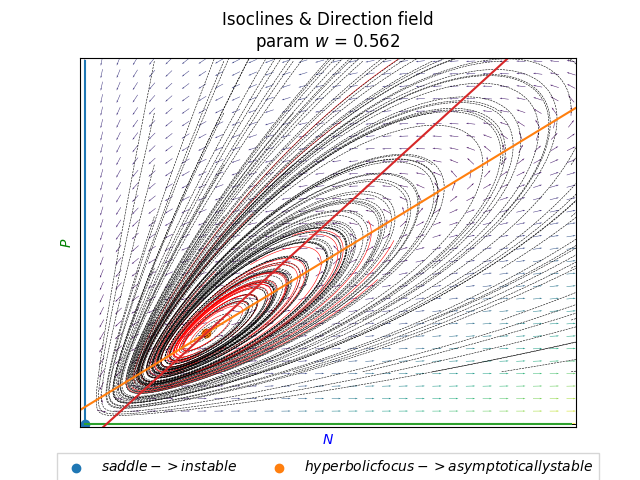 Isoclines & Direction field
param w = 0.562
P
N
saddle -> instable
hyperbolicfocus -> asymptoticallystable